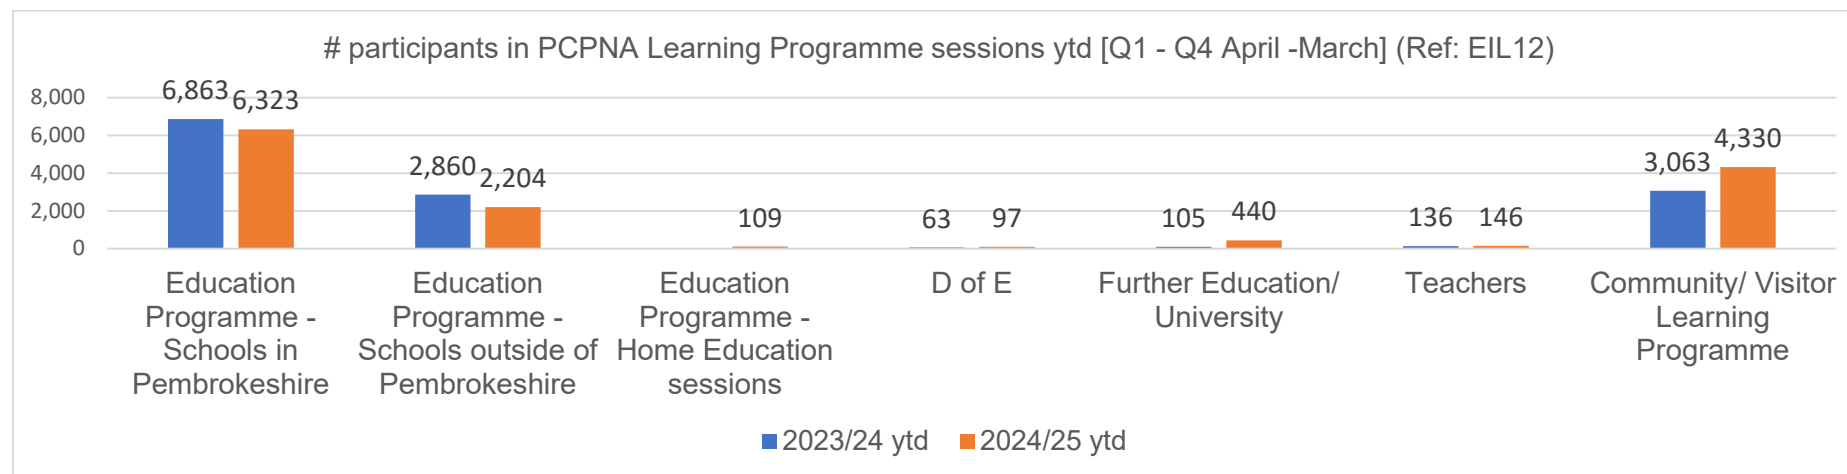 # participants in PCPNA Learning Programme sessions ytd [Q1 - Q4 April -March] (Ref: EIL12)
8,000
6,000
4,000
2,000
0
6,863
6,323
2,860
2,204
109
63
97
105
440
136
146
3,063
4,330
Education
Programme -
Schools in
Pembrokeshire
Education
Programme -
Schools outside of
Pembrokeshire
Education
Programme -
Home Education
sessions
D of E
Further Education/
University
Teachers
Community/ Visitor
Learning
Programme
2023/24 ytd
2024/25 ytd